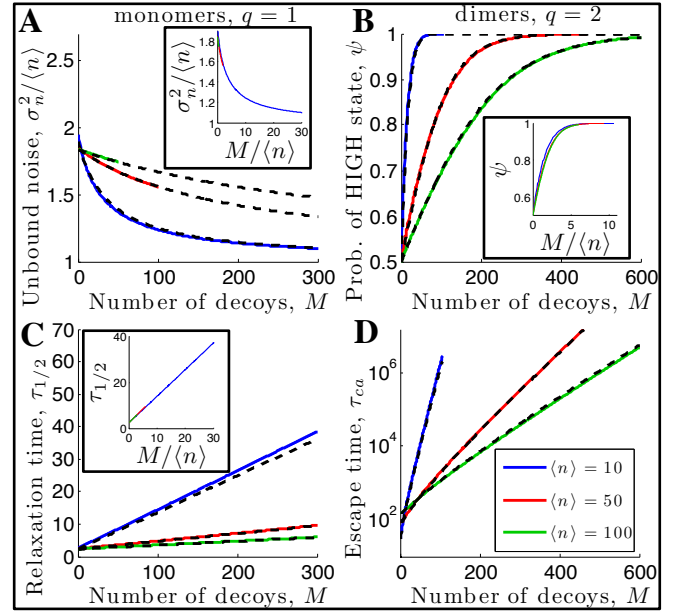 monomers, q = 1
dimers, q = 2
A
Unbound noise, σ²ₙ/⟨n⟩
2.5
2
1.5
1
0 100 200 300
Number of decoys, M
σ²ₙ/⟨n⟩
1.8
1.6
1.4
1.2
0 10 20 30
M/⟨n⟩
B
Prob. of HIGH state, ψ
1
0.9
0.8
0.7
0.6
0.5
0 200 400 600
Number of decoys, M
ψ
1
0.8
0.6
0 5 10
M/⟨n⟩
C
Relaxation time, τ₁/₂
70
60
50
40
30
20
10
0
0 100 200 300
Number of decoys, M
τ₁/₂
40
20
0
0 10 20 30
M/⟨n⟩
D
Escape time, τ_ca
10⁶
10⁴
10²
0 200 400 600
Number of decoys, M
⟨n⟩ = 10
⟨n⟩ = 50
⟨n⟩ = 100